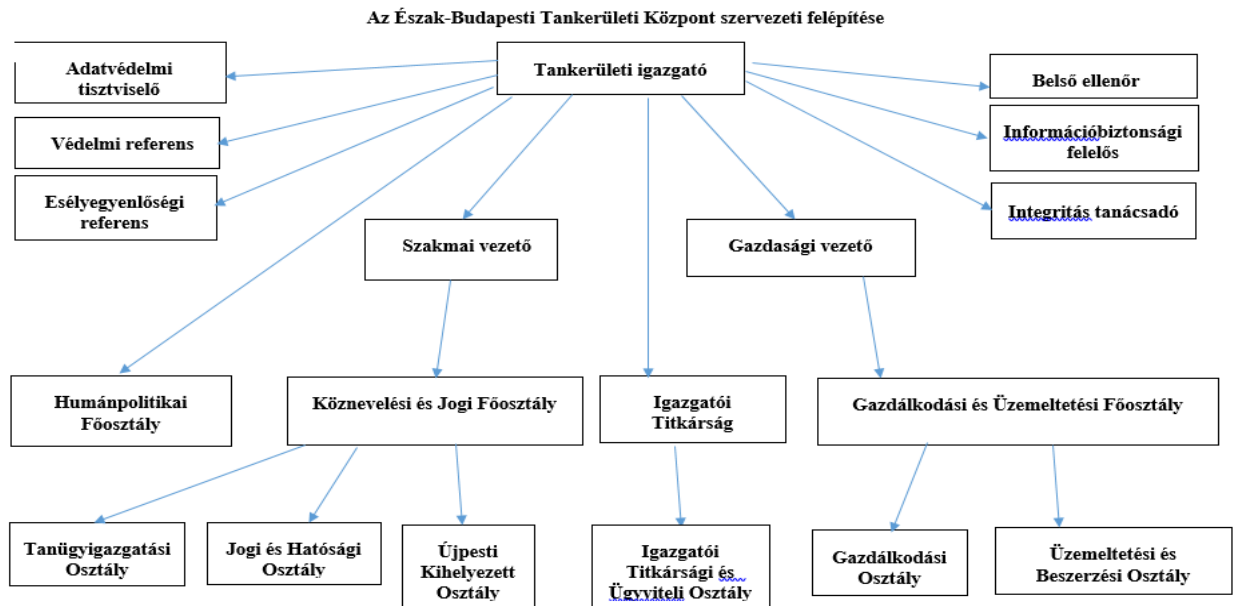 Az Észak-Budapesti Tankerületi Központ szervezeti felépítése
Adatvédelmi
tisztviselő
Tankerületi igazgató
Belső ellenőr
Védelmi referens
Információbiztonsági
felelős
Esélyegyenlőségi
referens
Integritás tanácsadó
Szakmai vezető
Gazdasági vezető
Humánpolitikai
Főosztály
Köznevelési és Jogi Főosztály
Igazgatói
Titkárság
Gazdálkodási és Üzemeltetési Főosztály
Tanügyigazgatási
Osztály
Jogi és Hatósági
Osztály
Újpesti
Kihelyezett
Osztály
Igazgatói
Titkársági és
Ügyviteli Osztály
Gazdálkodási
Osztály
Üzemeltetési és
Beszerzési Osztály